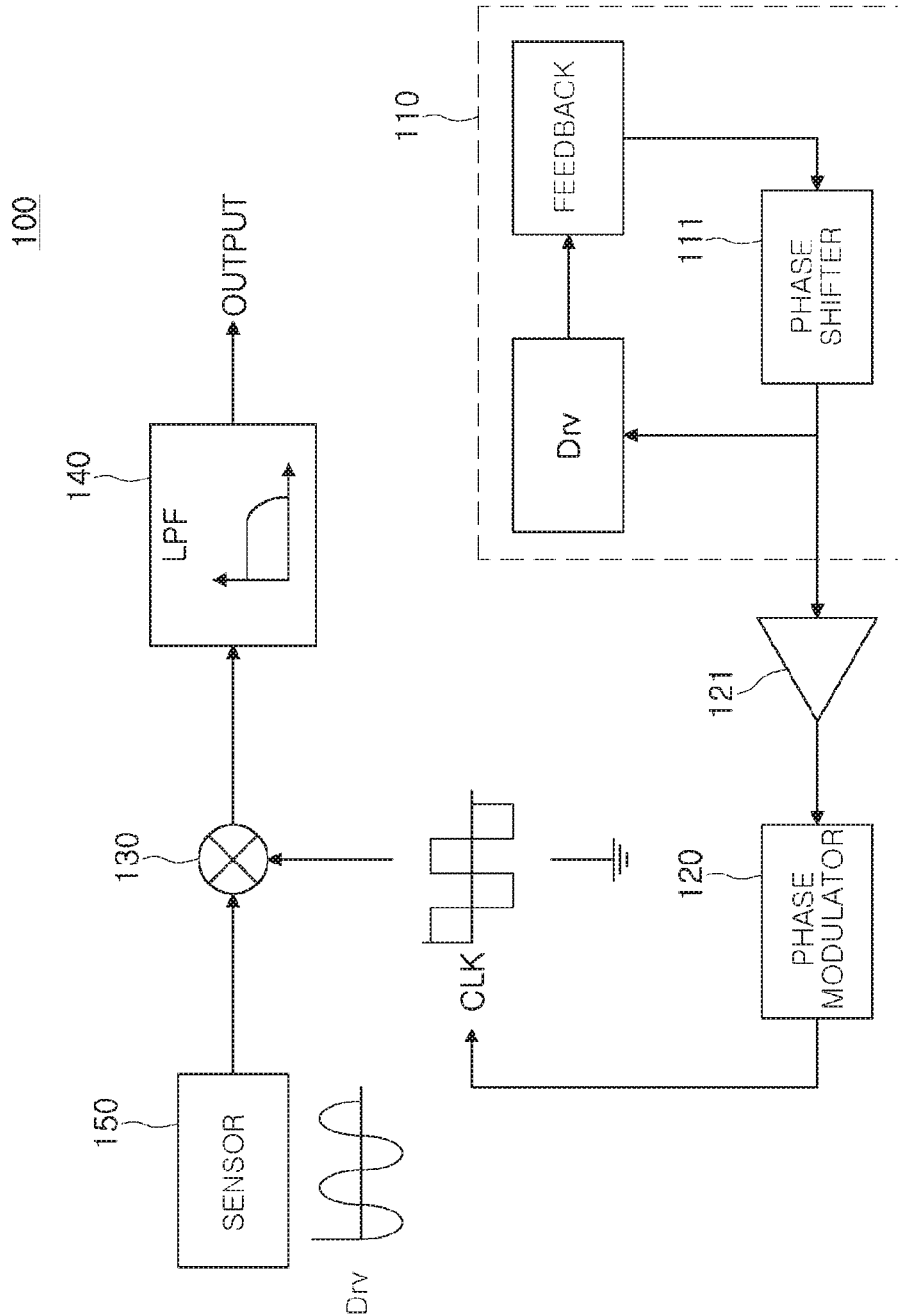 100
150
SENSOR
Drv
130
140
LPF
OUTPUT
CLK
120
PHASE
MODULATOR
121
110
Drv
FEEDBACK
111
PHASE
SHIFTER